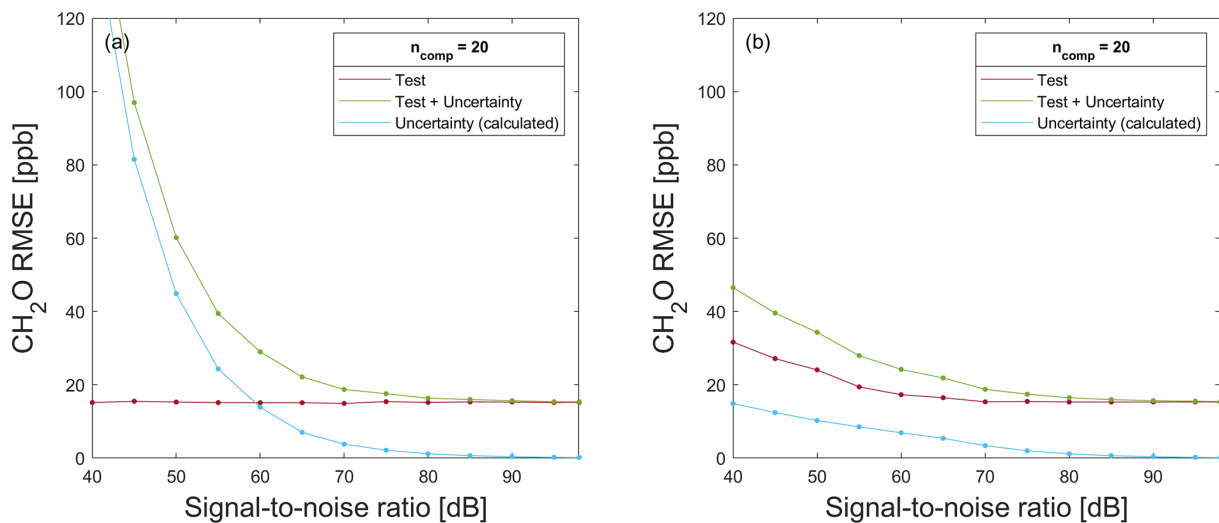 (a)
n_comp = 20
Test
Test + Uncertainty
Uncertainty (calculated)
120
100
80
60
40
20
0
CH_2O RMSE [ppb]
40 50 60 70 80 90
Signal-to-noise ratio [dB]
(b)
n_comp = 20
Test
Test + Uncertainty
Uncertainty (calculated)
120
100
80
60
40
20
0
CH_2O RMSE [ppb]
40 50 60 70 80 90
Signal-to-noise ratio [dB]